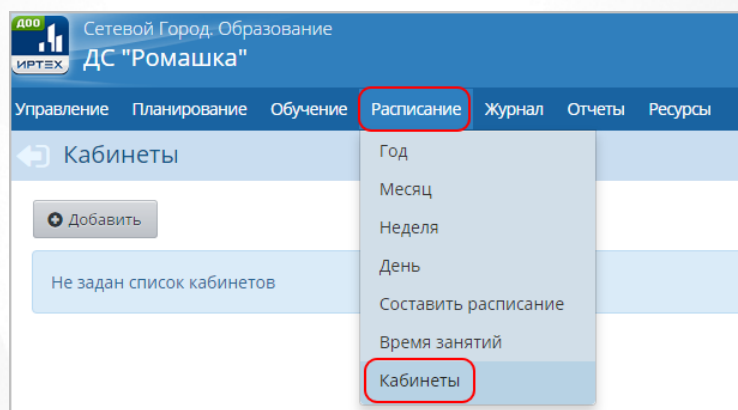 ДОО
ИРТЕХ
Сетевой Город. Образование
ДС "Ромашка"
Управление Планирование Обучение Расписание Журнал Отчеты Ресурсы
Кабинеты
Добавить
Не задан список кабинетов
Год
Месяц
Неделя
День
Составить расписание
Время занятий
Кабинеты